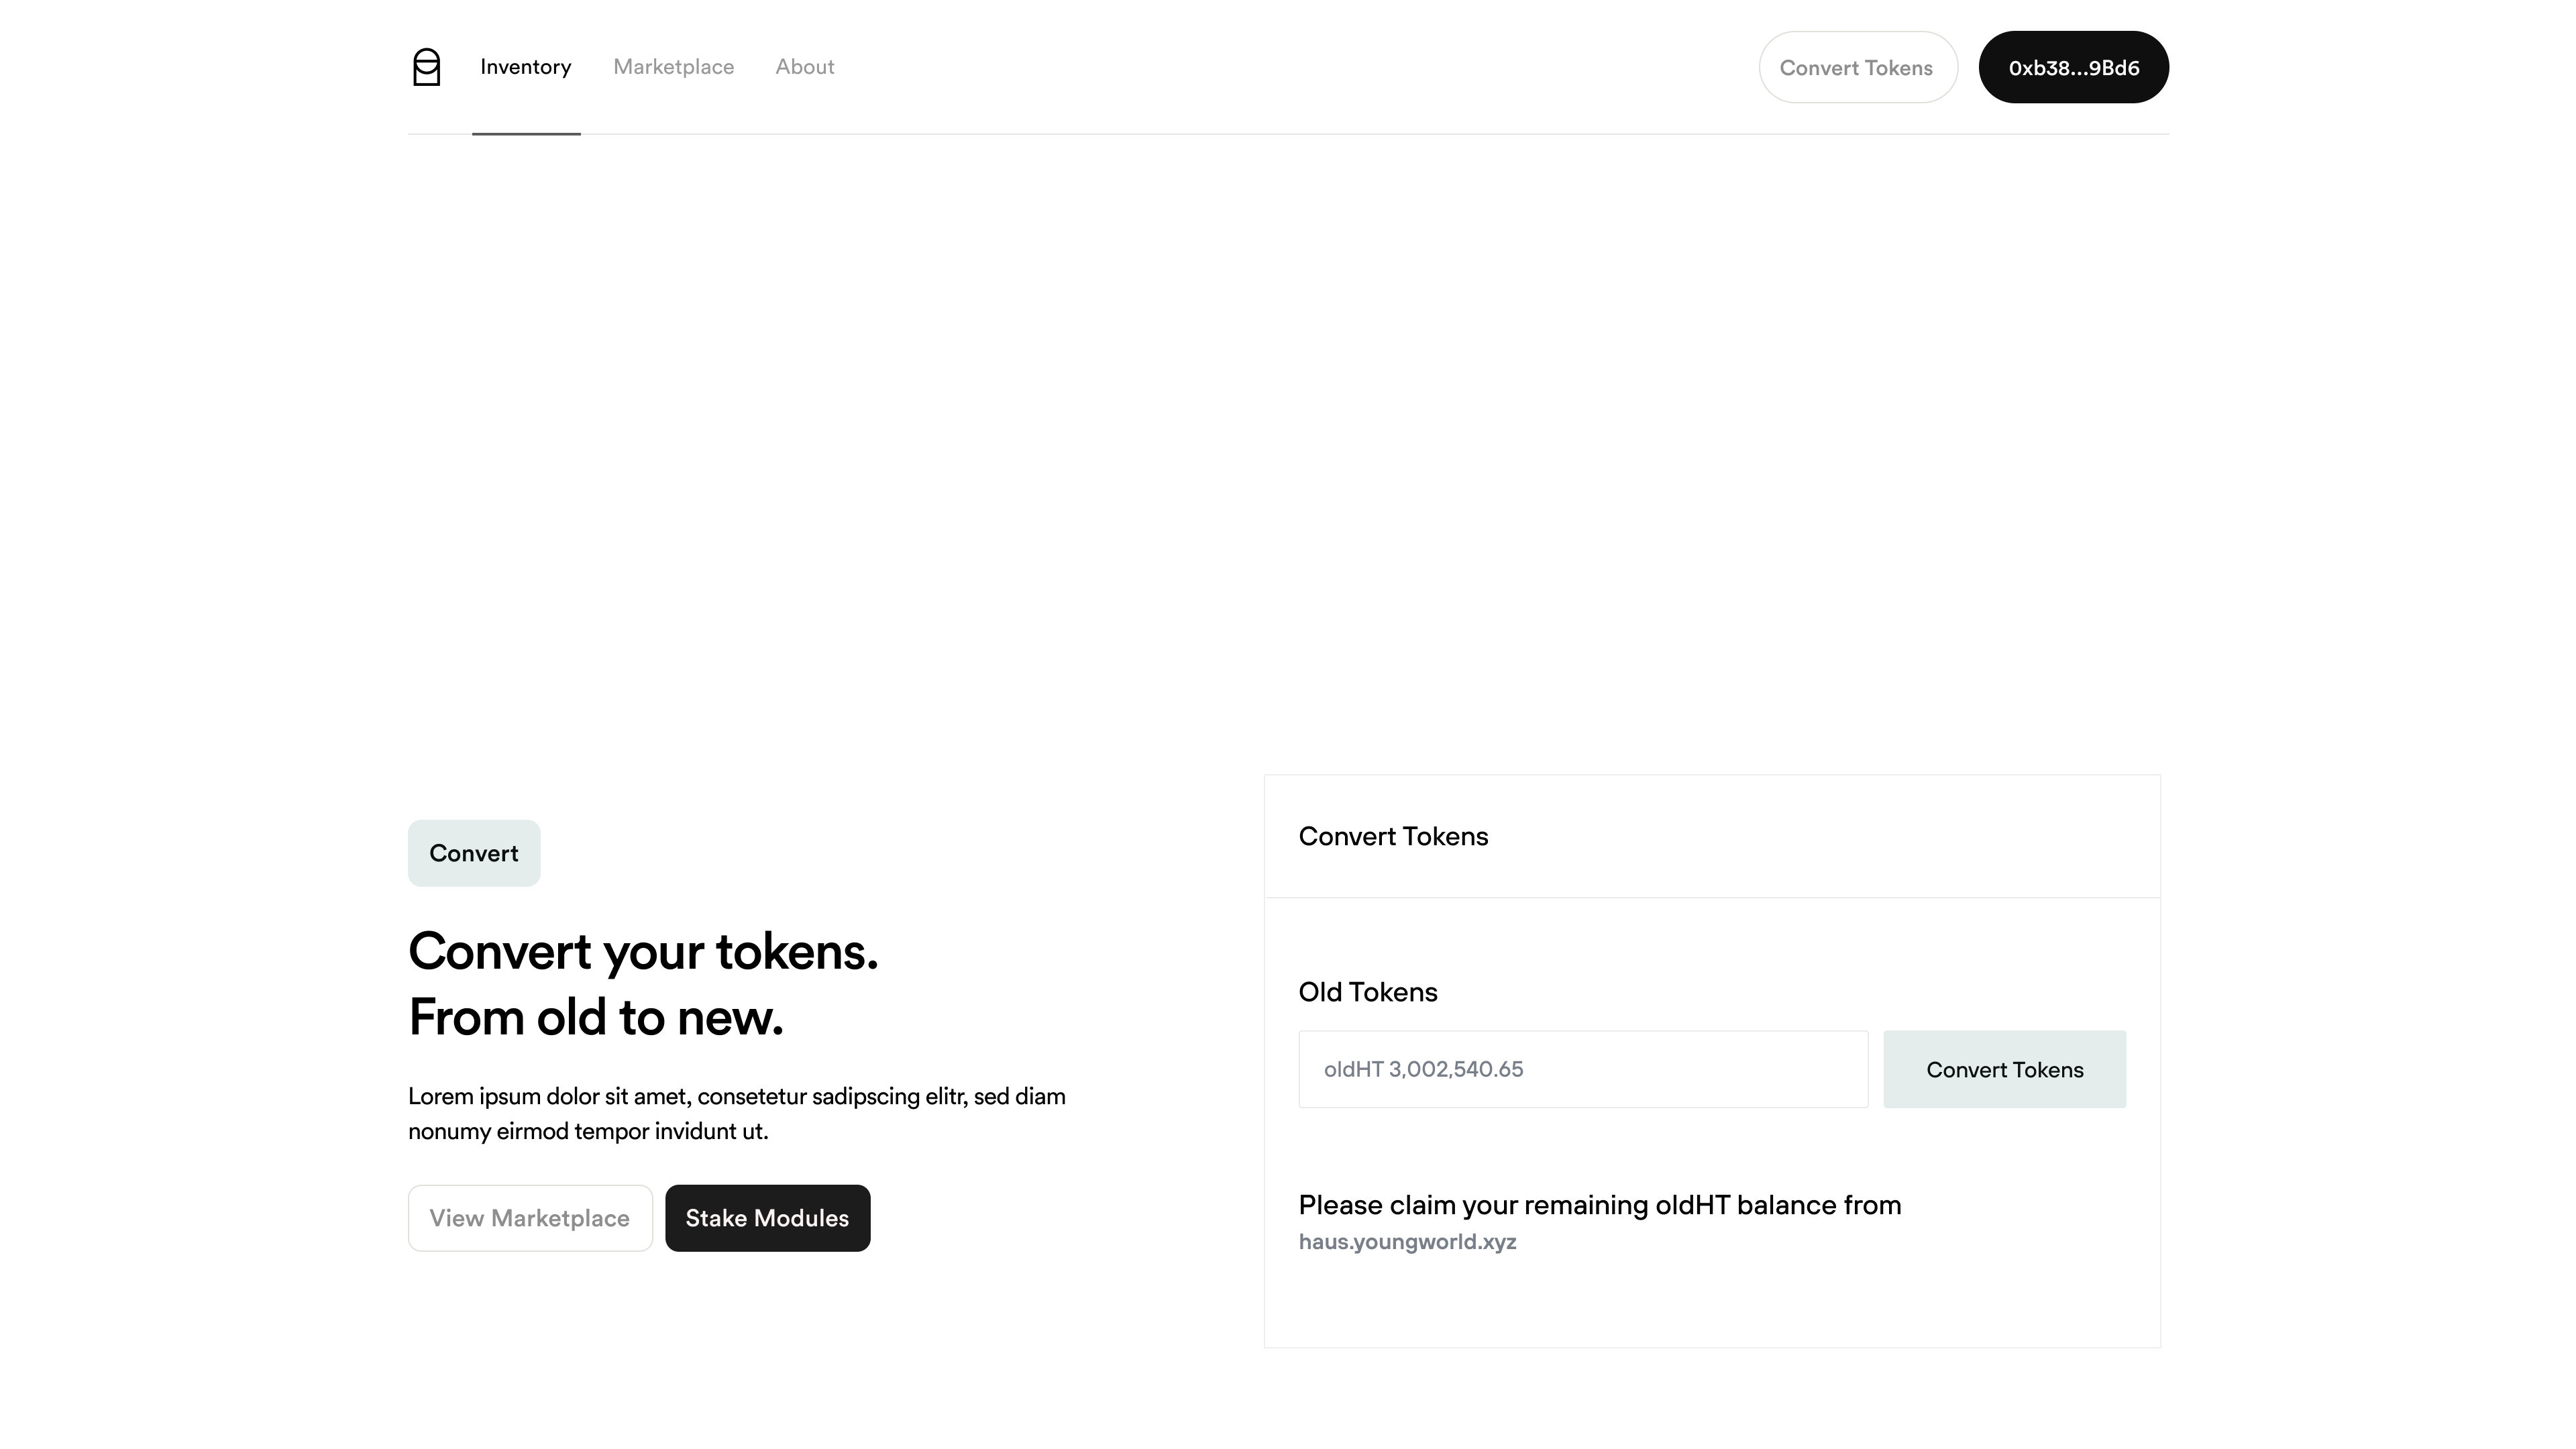 Inventory
Marketplace
About
Convert Tokens
0xb38...9Bd6
Convert
Convert your tokens.
From old to new.
Lorem ipsum dolor sit amet, consetetur sadipscing elitr, sed diam
nonumy eirmod tempor invidunt ut.
View Marketplace
Stake Modules
Convert Tokens
Old Tokens
oldHT 3,002,540.65
Convert Tokens
Please claim your remaining oldHT balance from
haus.youngworld.xyz